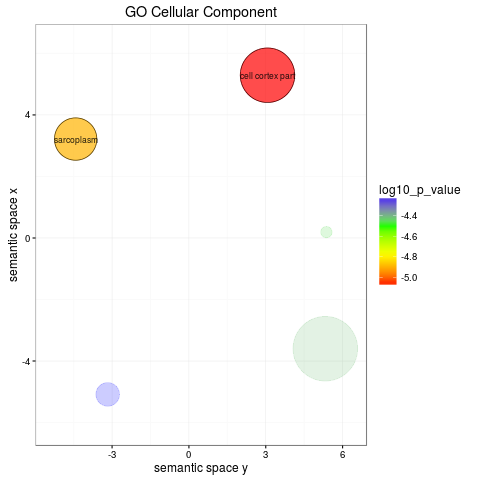 GO Cellular Component
cell cortex part
sarcoplasm
4
0
-4
-3
0
3
6
semantic space x
semantic space y
log10_p_value
-4.4
-4.6
-4.8
-5.0